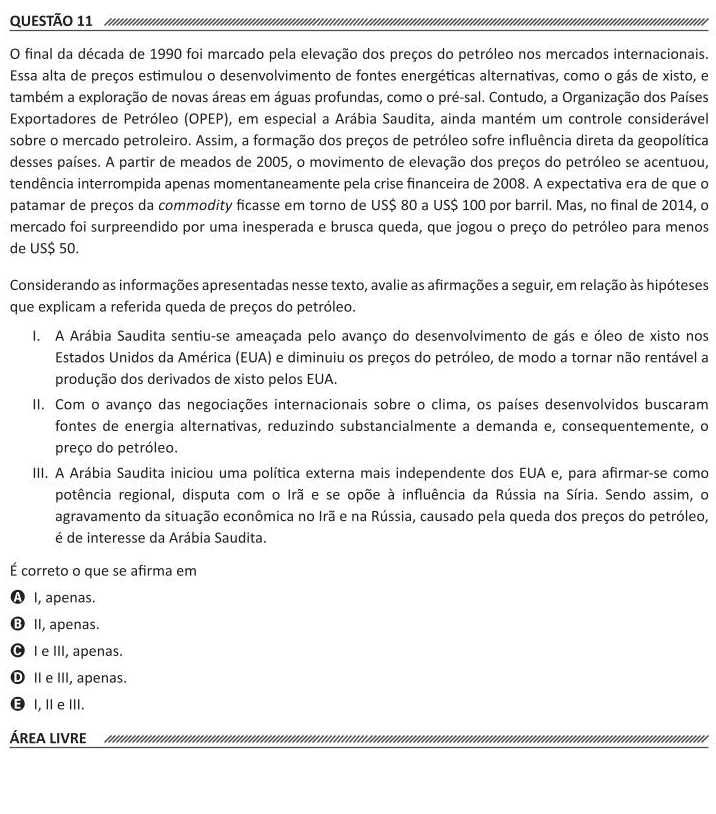 QUESTÃO 11
O final da década de 1990 foi marcado pela elevação dos preços do petróleo nos mercados internacionais.
Essa alta de preços estimulou o desenvolvimento de fontes energéticas alternativas, como o gás de xisto, e
também a exploração de novas áreas em águas profundas, como o pré-sal. Contudo, a Organização dos Países
Exportadores de Petróleo (OPEP), em especial a Arábia Saudita, ainda mantém um controle considerável
sobre o mercado petroleiro. Assim, a formação dos preços de petróleo sofre influência direta da geopolítica
desses países. A partir de meados de 2005, o movimento de elevação dos preços do petróleo se acentuou,
tendência interrompida apenas momentaneamente pela crise financeira de 2008. A expectativa era de que o
patamar de preços da commodity ficasse em torno de US$ 80 a US$ 100 por barril. Mas, no final de 2014, o
mercado foi surpreendido por uma inesperada e brusca queda, que jogou o preço do petróleo para menos
de US$ 50.
Considerando as informações apresentadas nesse texto, avalie as afirmações a seguir, em relação às hipóteses
que explicam a referida queda de preços do petróleo.
I. A Arábia Saudita sentiu-se ameaçada pelo avanço do desenvolvimento de gás e óleo de xisto nos
Estados Unidos da América (EUA) e diminuiu os preços do petróleo, de modo a tornar não rentável a
produção dos derivados de xisto pelos EUA.
II. Com o avanço das negociações internacionais sobre o clima, os países desenvolvidos buscaram
fontes de energia alternativas, reduzindo substancialmente a demanda e, consequentemente, o
preço do petróleo.
III. A Arábia Saudita iniciou uma política externa mais independente dos EUA e, para afirmar-se como
potência regional, disputa com o Irã e se opõe à influência da Rússia na Síria. Sendo assim, o
agravamento da situação econômica no Irã e na Rússia, causado pela queda dos preços do petróleo,
é de interesse da Arábia Saudita.
É correto o que se afirma em
A I, apenas.
B II, apenas.
C I e III, apenas.
D II e III, apenas.
E I, II e III.
ÁREA LIVRE